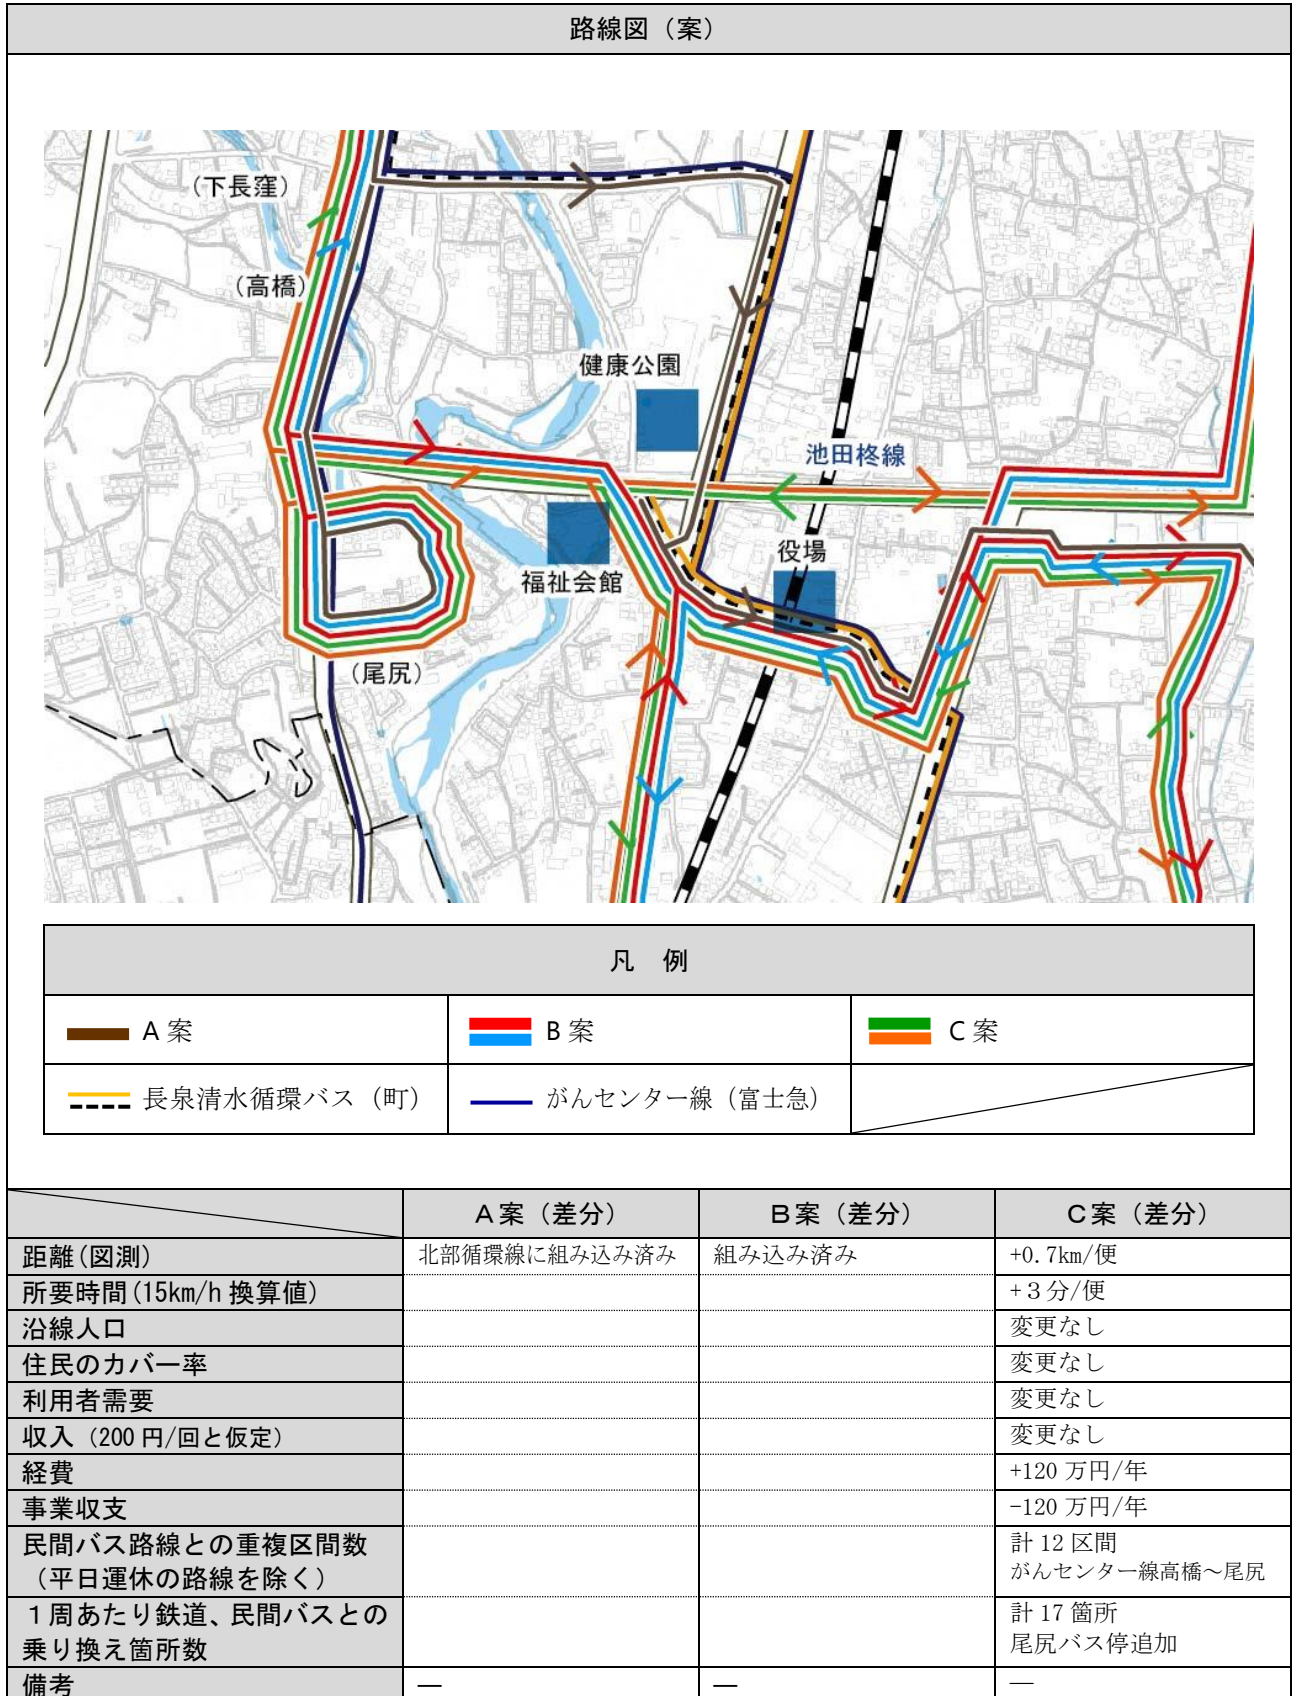 路線図（案）
（下長窪）
（高橋）
健康公園
池田柊線
役場
福祉会館
（尾尻）
凡　例
A 案
B 案
C 案
長泉清水循環バス（町）
がんセンター線（富士急）
A案（差分）
B案（差分）
C案（差分）
距離(図測)
北部循環線に組み込み済み
組み込み済み
+0.7km/便
所要時間(15km/h 換算値)
+３分/便
沿線人口
変更なし
住民のカバー率
変更なし
利用者需要
変更なし
収入（200 円/回と仮定）
変更なし
経費
+120 万円/年
事業収支
-120 万円/年
民間バス路線との重複区間数
（平日運休の路線を除く）
計 12 区間
がんセンター線高橋～尾尻
１周あたり鉄道、民間バスとの
乗り換え箇所数
計 17 箇所
尾尻バス停追加
備考
―
―
―